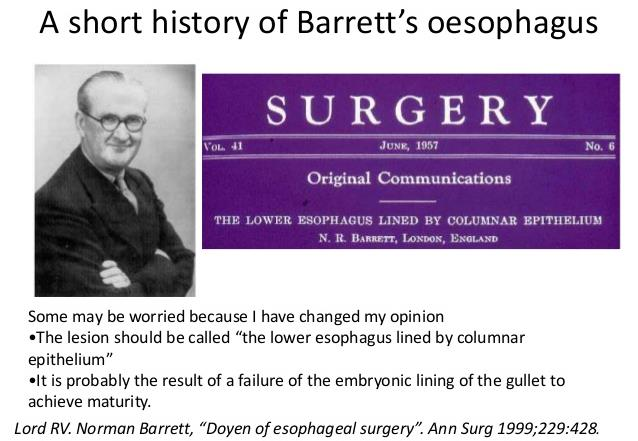 A short history of Barrett’s oesophagus
SURGERY
VOL. 41 JUNE, 1957 No. 6
Original Communications
THE LOWER ESOPHAGUS LINED BY COLUMNAR EPITHELIUM
N. R. BARRETT, LONDON, ENGLAND
Some may be worried because I have changed my opinion
•The lesion should be called “the lower esophagus lined by columnar
epithelium”
•It is probably the result of a failure of the embryonic lining of the gullet to
achieve maturity.
Lord RV. Norman Barrett, “Doyen of esophageal surgery”. Ann Surg 1999;229:428.